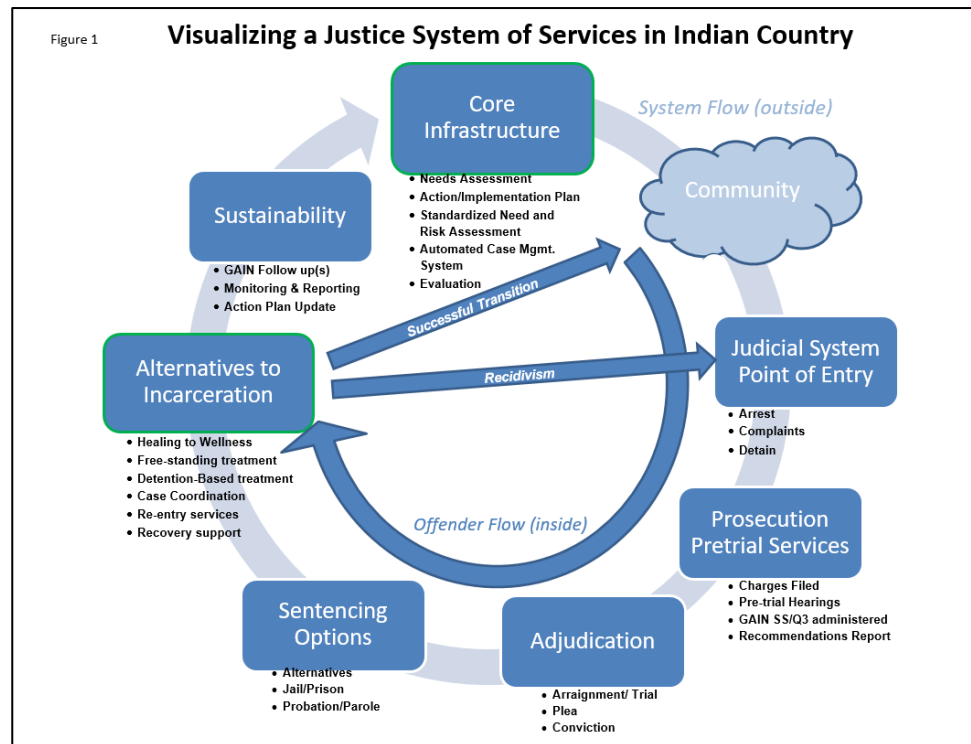 Figure 1
Visualizing a Justice System of Services in Indian Country
Core
Infrastructure
• Needs Assessment
• Action/Implementation Plan
• Standardized Need and
Risk Assessment
• Automated Case Mgmt.
System
• Evaluation
System Flow (outside)
Community
Judicial System
Point of Entry
• Arrest
• Complaints
• Detain
Prosecution
Pretrial Services
• Charges Filed
• Pre-trial Hearings
• GAIN SS/Q3 administered
• Recommendations Report
Adjudication
• Arraignment/ Trial
• Plea
• Conviction
Sentencing
Options
• Alternatives
• Jail/Prison
• Probation/Parole
Alternatives to
Incarceration
• Healing to Wellness
• Free-standing treatment
• Detention-Based treatment
• Case Coordination
• Re-entry services
• Recovery support
Sustainability
• GAIN Follow up(s)
• Monitoring & Reporting
• Action Plan Update
Successful Transition
Recidivism
Offender Flow (inside)